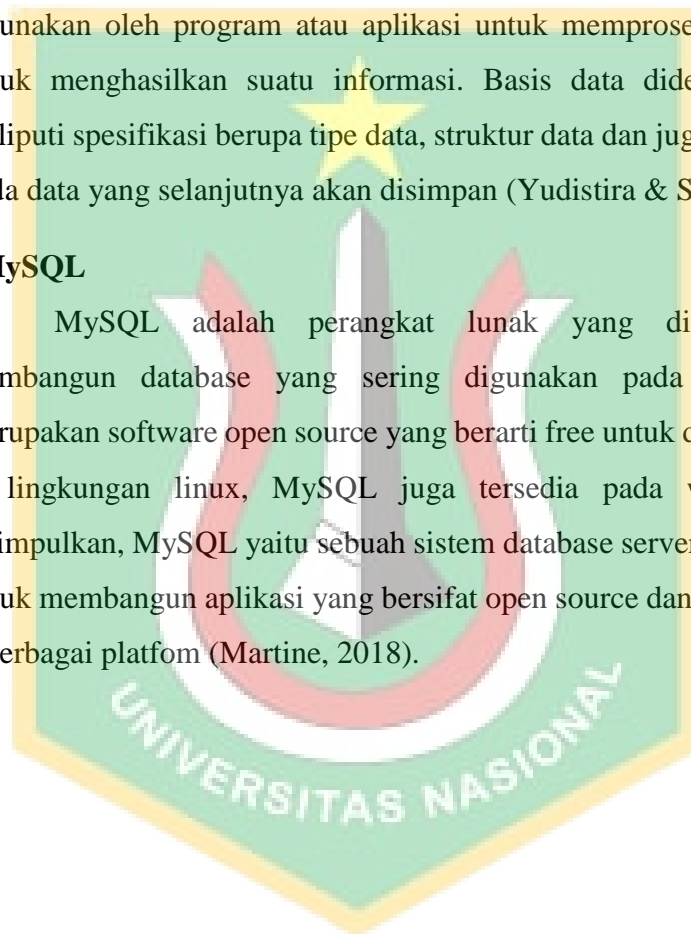 unakan oleh program atau aplikasi untuk memprose
uk menghasilkan suatu informasi. Basis data dide
liputi spesifikasi berupa tipe data, struktur data dan jug
da data yang selanjutnya akan disimpan (Yudistira & S
MySQL
MySQL adalah perangkat lunak yang di
mbangun database yang sering digunakan pada
rupakan software open source yang berarti free untuk d
lingkungan linux, MySQL juga tersedia pada
impulkan, MySQL yaitu sebuah sistem database server
uk membangun aplikasi yang bersifat open source dan
erbagai platfom (Martine, 2018).
UNIVERSITAS NASIONAL